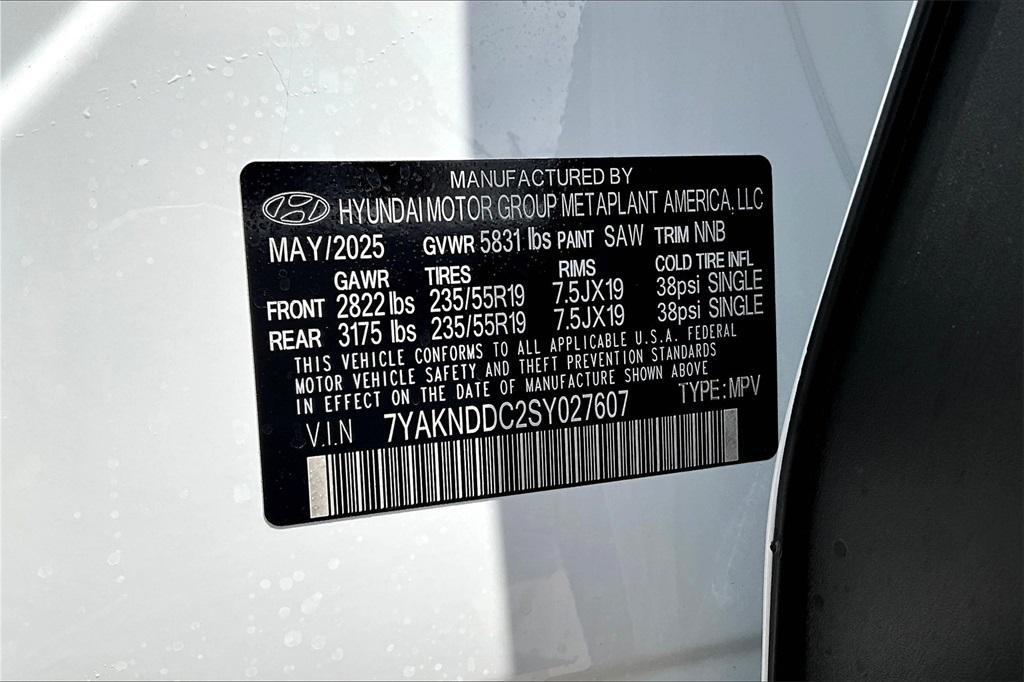 MANUFACTURED BY
HYUNDAI MOTOR GROUP METAPLANT AMERICA, LLC
MAY/2025 GVWR 5831 lbs PAINT SAW TRIM NNB
GAWR TIRES RIMS COLD TIRE INFL
FRONT 2822 lbs 235/55R19 7.5JX19 38psi SINGLE
REAR 3175 lbs 235/55R19 7.5JX19 38psi SINGLE
THIS VEHICLE CONFORMS TO ALL APPLICABLE U.S.A. FEDERAL
MOTOR VEHICLE SAFETY AND THEFT PREVENTION STANDARDS
IN EFFECT ON THE DATE OF MANUFACTURE SHOWN ABOVE
V.I.N 7YAKNDDC2SY027607 TYPE:MPV